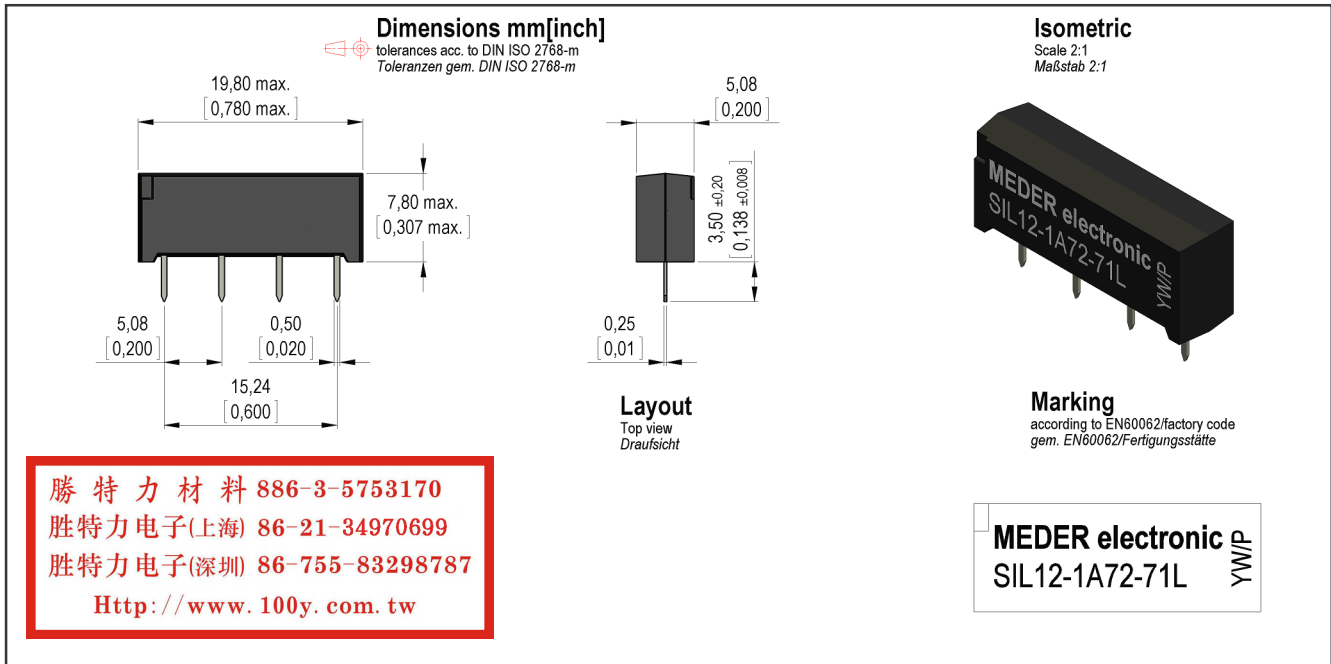 Dimensions mm[inch]
tolerances acc. to DIN ISO 2768-m
Toleranzen gem. DIN ISO 2768-m
19,80 max.
[0,780 max.]
7,80 max.
[0,307 max.]
5,08
[0,200]
0,50
[0,020]
15,24
[0,600]
5,08
[0,200]
3,50 ±0,20
[0,138 ±0,008]
0,25
[0,01]
Layout
Top view
Draufsicht
Isometric
Scale 2:1
Maßstab 2:1
MEDER electronic
SIL12-1A72-71L
YW/P
Marking
according to EN60062/factory code
gem. EN60062/Fertigungsstätte
MEDER electronic
SIL12-1A72-71L
YW/P
勝特力材料 886-3-5753170
胜特力电子(上海) 86-21-34970699
胜特力电子(深圳) 86-755-83298787
Http://www.100y.com.tw